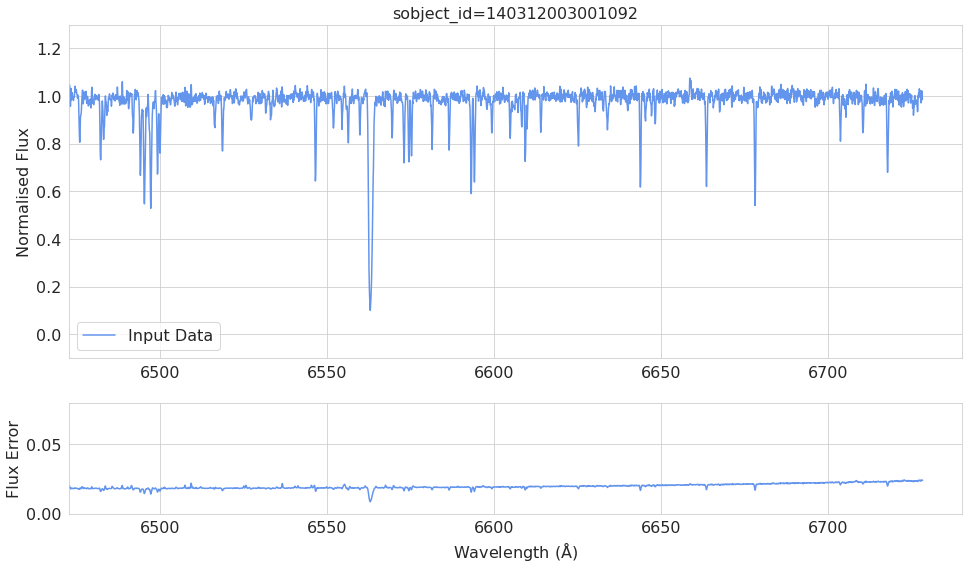 sobject_id=140312003001092
Normalised Flux
1.2
1.0
0.8
0.6
0.4
0.2
0.0
Input Data
6500 6550 6600 6650 6700
Flux Error
0.05
0.00
6500 6550 6600 6650 6700
Wavelength (Å)